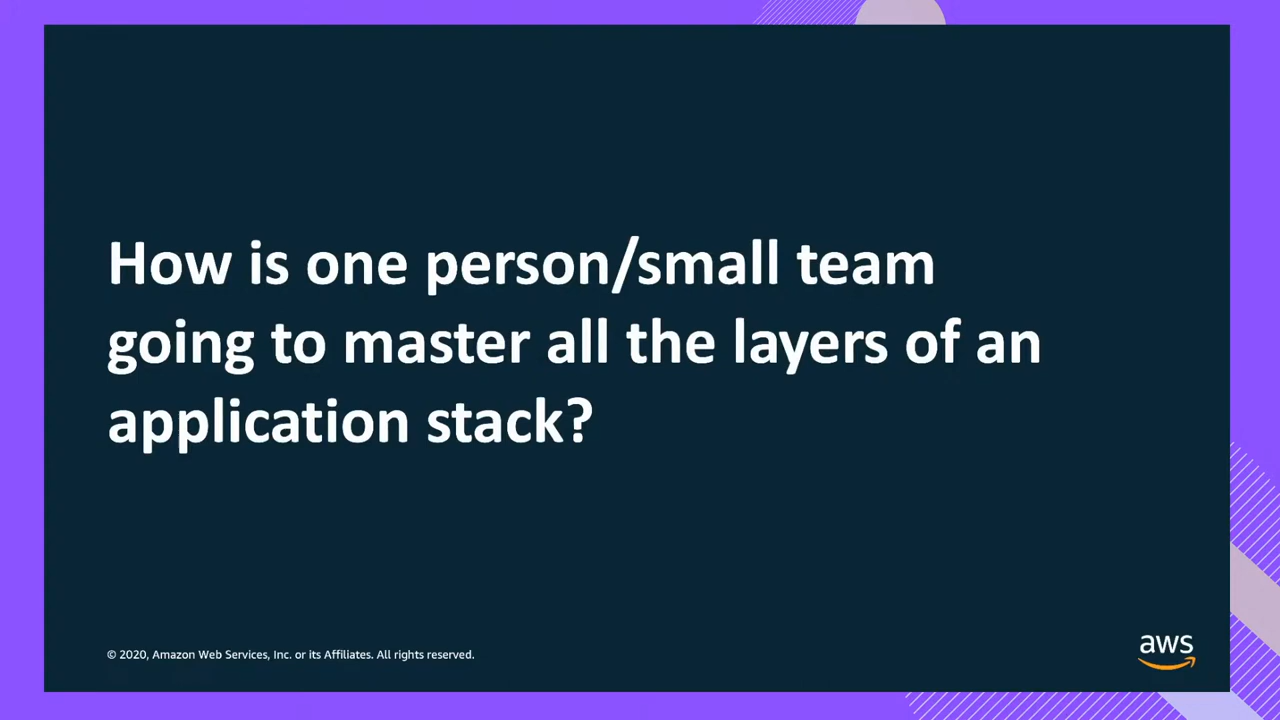 How is one person/small team
going to master all the layers of an
application stack?
© 2020, Amazon Web Services, Inc. or its Affiliates. All rights reserved.
aws